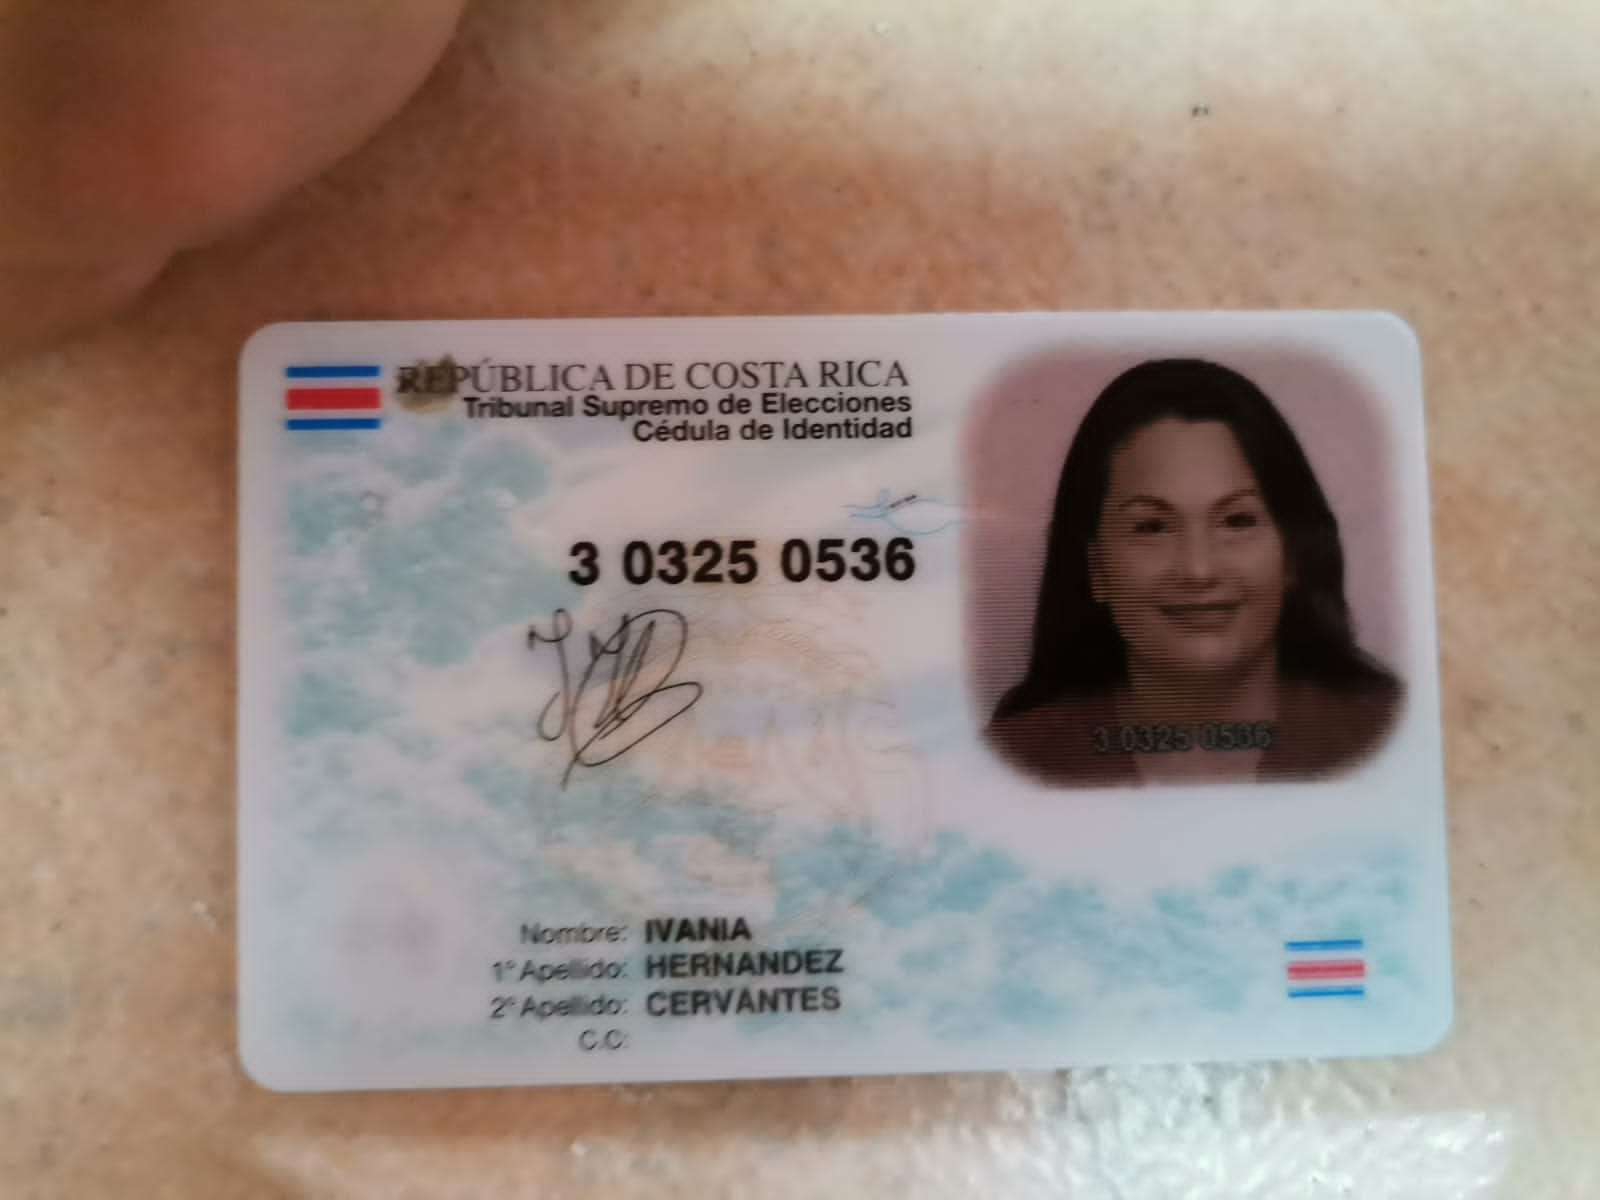 REPÚBLICA DE COSTA RICA
Tribunal Supremo de Elecciones
Cédula de Identidad
3 0325 0536
3 0325 0536
Nombre: IVANIA
1° Apellido: HERNANDEZ
2° Apellido: CERVANTES
C.C: